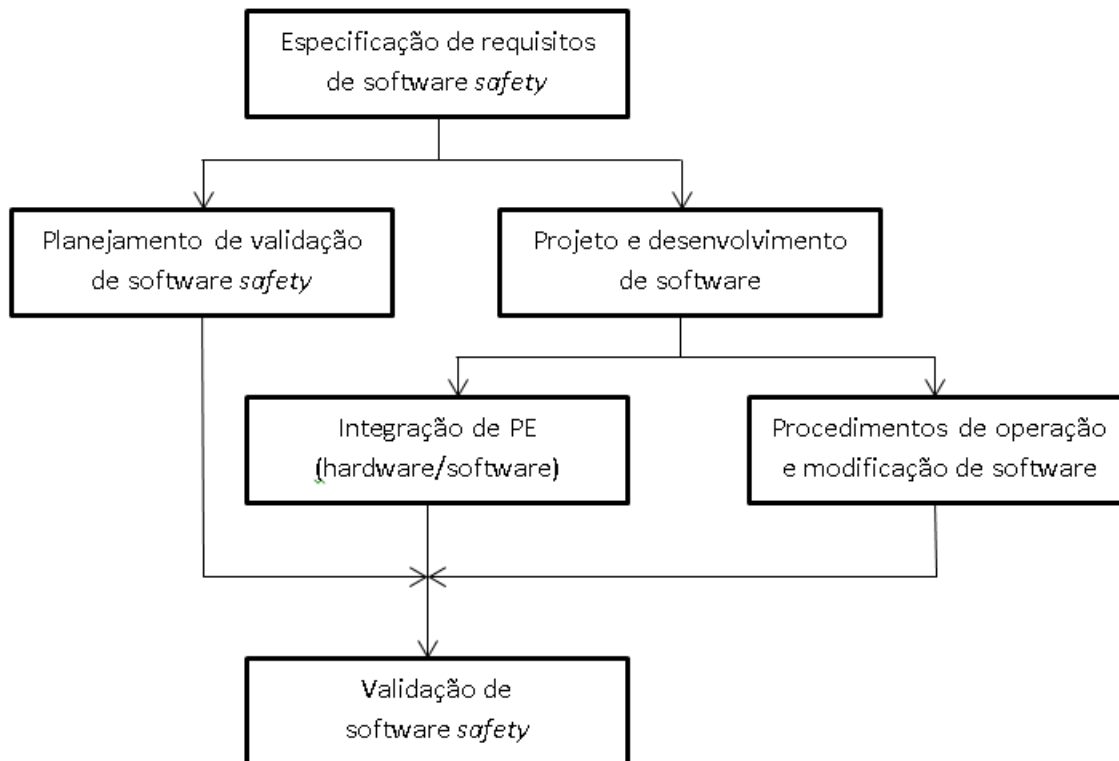 Especificação de requisitos
de software safety
Planejamento de validação
de software safety
Projeto e desenvolvimento
de software
Integração de PE
(hardware/software)
Procedimentos de operação
e modificação de software
Validação de
software safety